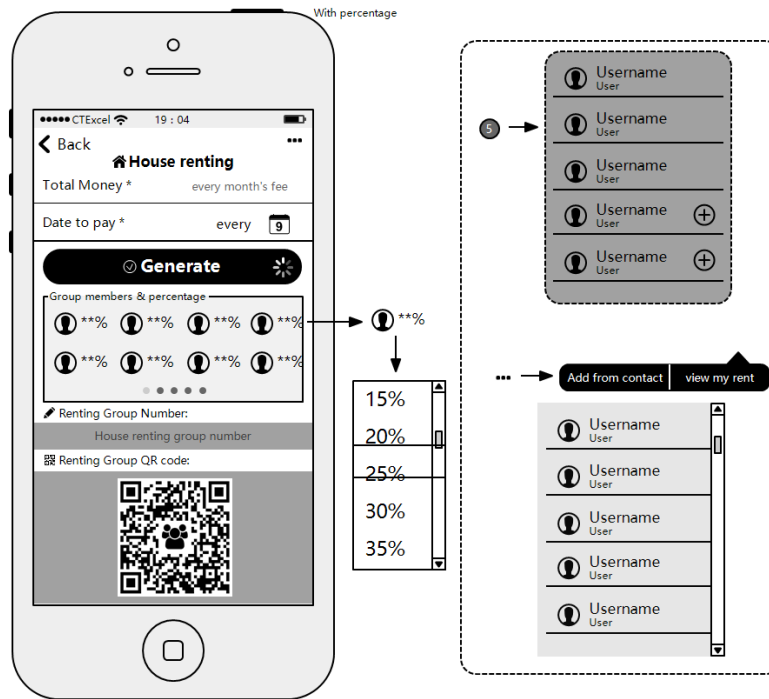 With percentage
CTExcel 19 : 04
Back
House renting
Total Money * every month's fee
Date to pay * every 9
Generate
Group members & percentage
**% **% **% **%
**% **% **% **%
Renting Group Number:
House renting group number
Renting Group QR code:
**%
15%
20%
25%
30%
35%
5
Username
User
Username
User
Username
User
Username
User
Username
User
Add from contact view my rent
Username
User
Username
User
Username
User
Username
User
Username
User